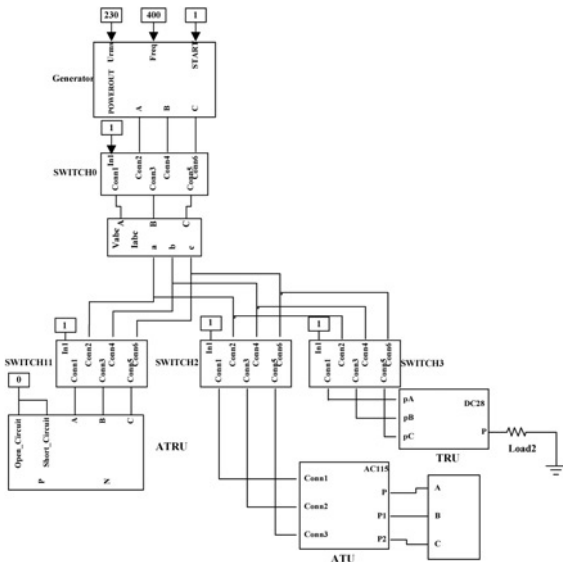 230
400
1
Urms
Freq
START
Generator
POWEROUT
A
B
C
1
In1
Conn2
Conn4
Conn6
SWITCH0
Conn1
Conn3
Conn5
A
B
C
Vabc
Iabc
a
b
c
1
1
1
SWITCH11
In1
Conn2
Conn4
Conn6
Conn1
Conn3
Conn5
SWITCH2
In1
Conn2
Conn4
Conn6
Conn1
Conn3
Conn5
In1
Conn2
Conn4
Conn6
SWITCH3
Conn1
Conn3
Conn5
0
Open_Circuit
Short_Circuit
A
B
C
P
N
ATRU
pA
pB
pC
DC28
P
TRU
Load2
Conn1
Conn2
Conn3
AC115
P
P1
P2
ATU
A
B
C